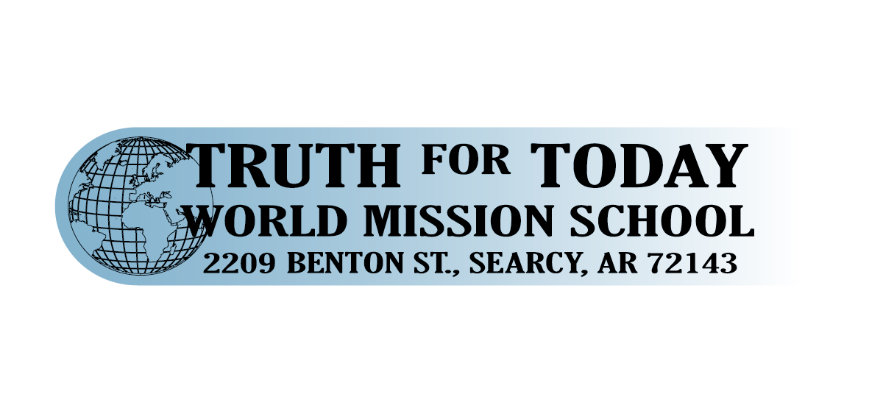 TRUTH FOR TODAY
WORLD MISSION SCHOOL
2209 BENTON ST., SEARCY, AR 72143